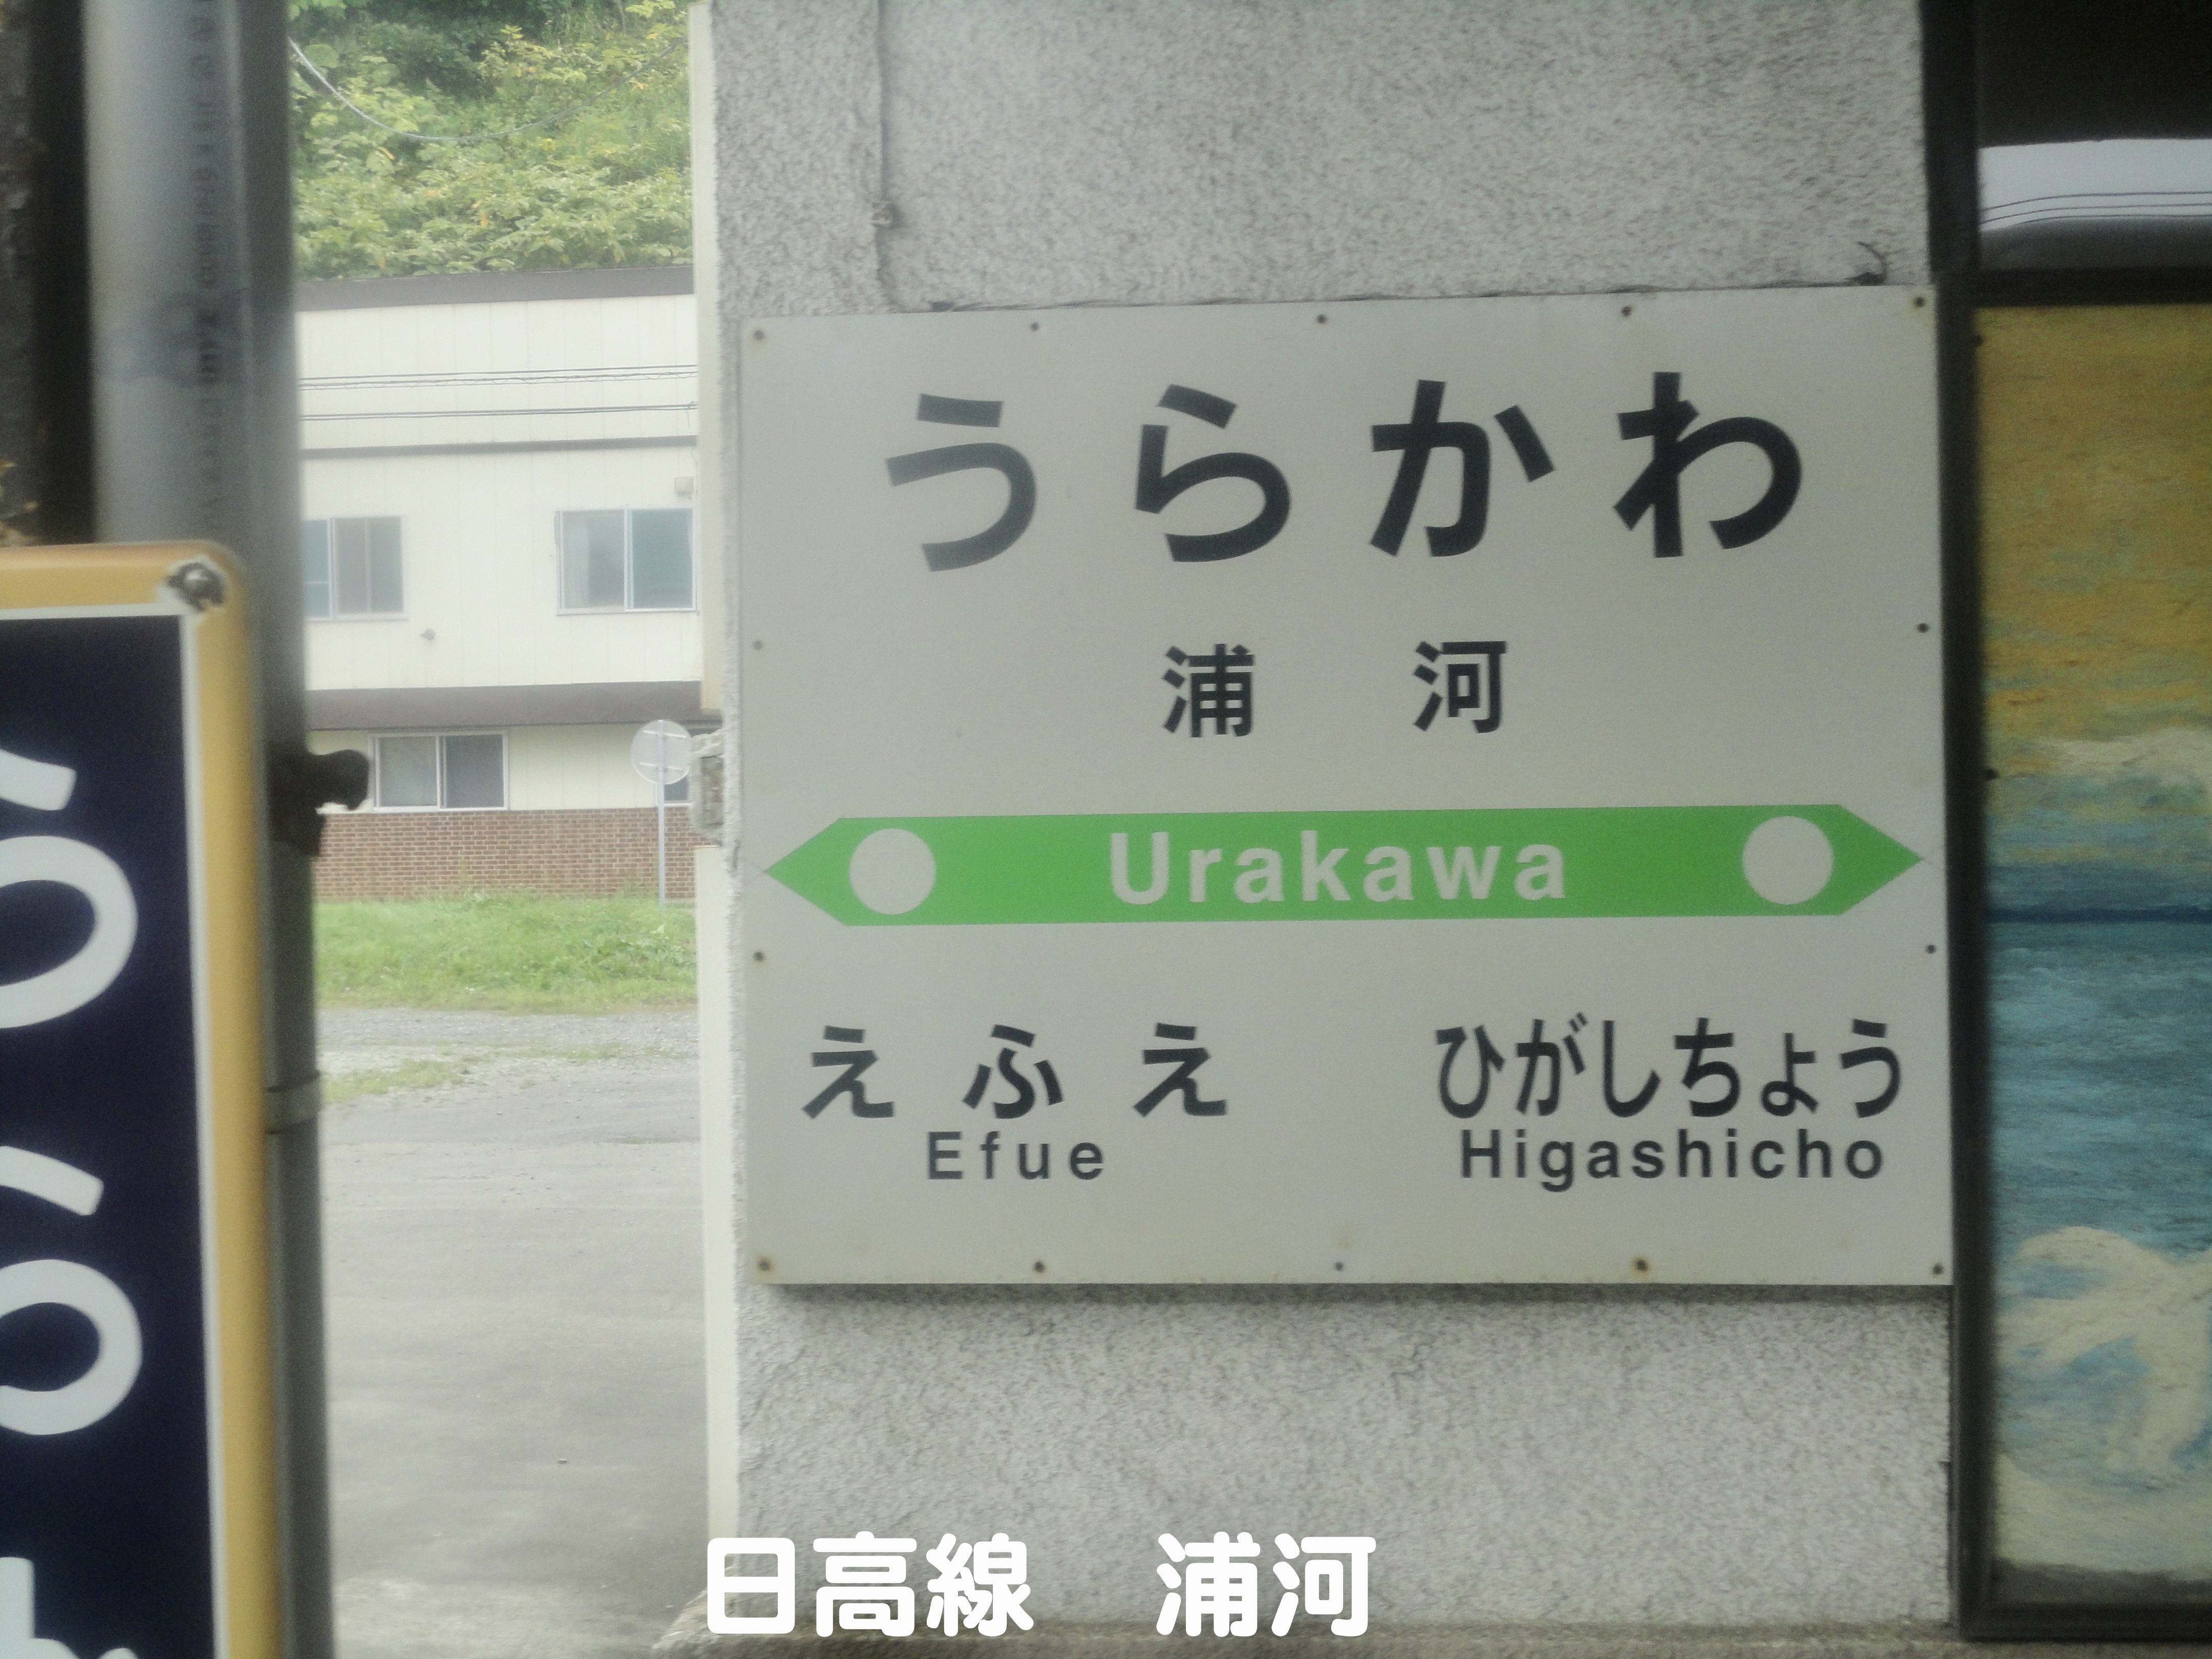 うらかわ
浦河
Urakawa
えふえ ひがしちょう
Efue Higashicho
日高線 浦河